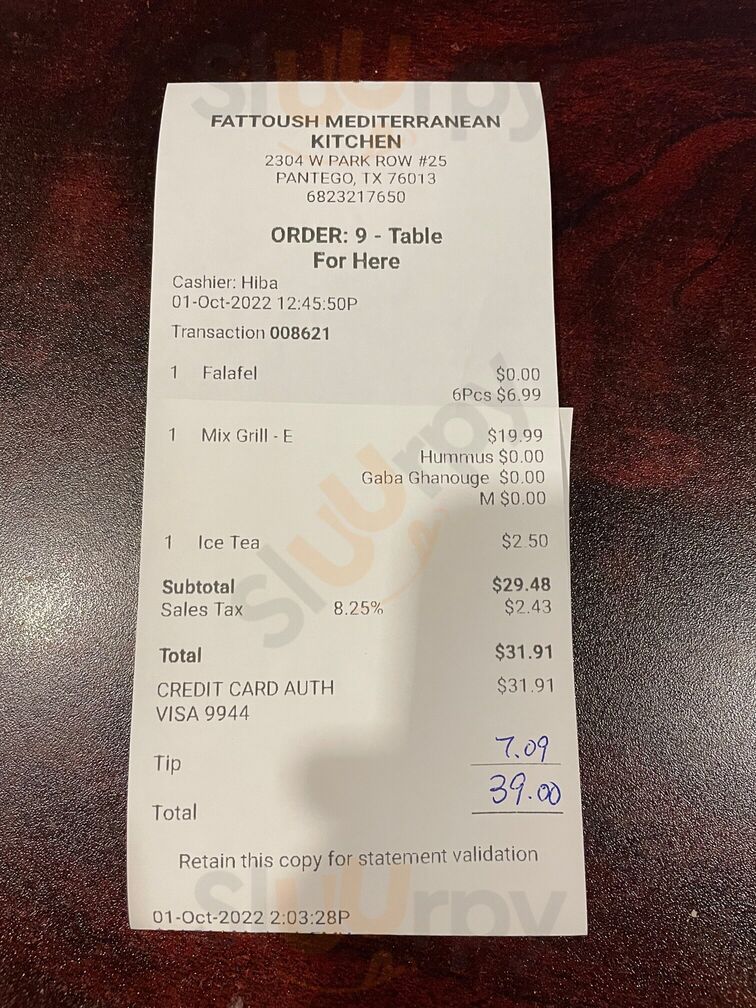 FATTOUSH MEDITERRANEAN
KITCHEN
2304 W PARK ROW #25
PANTEGO, TX 76013
6823217650
ORDER: 9 - Table
For Here
Cashier: Hiba
01-Oct-2022 12:45:50P
Transaction 008621
1 Falafel $0.00
6Pcs $6.99
1 Mix Grill - E $19.99
Hummus $0.00
Gaba Ghanouge $0.00
M $0.00
1 Ice Tea $2.50
Subtotal $29.48
Sales Tax 8.25% $2.43
Total $31.91
CREDIT CARD AUTH $31.91
VISA 9944
Tip 7.09
Total 39.00
Retain this copy for statement validation
01-Oct-2022 2:03:28P
sluurpy
sluurpy
sluurpy